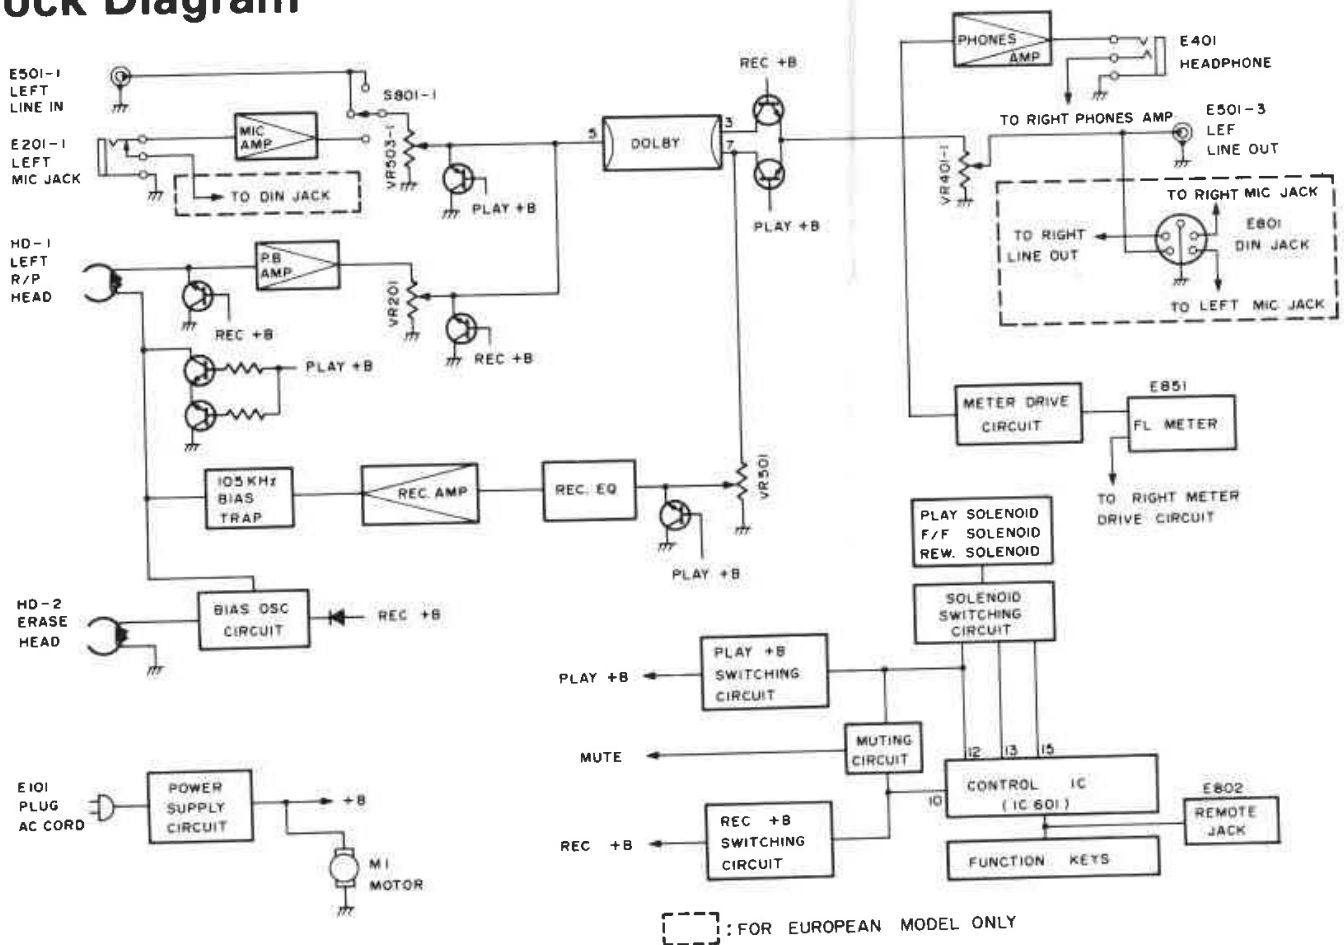 Diagram
E501-1
LEFT
LINE IN
E201-1
LEFT
MIC JACK
MIC
AMP
S801-1
VR503-1
TO DIN JACK
PLAY +B
HD-1
LEFT
R/P
HEAD
P.B
AMP
VR201
REC +B
REC +B
PLAY +B
5
DOLBY
3
7
REC +B
PLAY +B
PHONES
AMP
E401
HEADPHONE
TO RIGHT PHONES AMP
E501-3
LEF
LINE OUT
VR401-1
TO RIGHT MIC JACK
TO RIGHT
LINE OUT
E801
DIN JACK
TO LEFT MIC JACK
METER DRIVE
CIRCUIT
E851
FL METER
TO RIGHT METER
DRIVE CIRCUIT
105 KHz
BIAS
TRAP
REC. AMP
REC. EQ
VR501
PLAY +B
HD-2
ERASE
HEAD
BIAS OSC
CIRCUIT
REC +B
PLAY SOLENOID
F/F SOLENOID
REW. SOLENOID
SOLENOID
SWITCHING
CIRCUIT
PLAY +B
PLAY +B
SWITCHING
CIRCUIT
MUTE
MUTING
CIRCUIT
12
13
15
10
CONTROL IC
(IC 601)
E802
REMOTE
JACK
REC +B
REC +B
SWITCHING
CIRCUIT
FUNCTION KEYS
E101
PLUG
AC CORD
POWER
SUPPLY
CIRCUIT
+B
M1
MOTOR
: FOR EUROPEAN MODEL ONLY